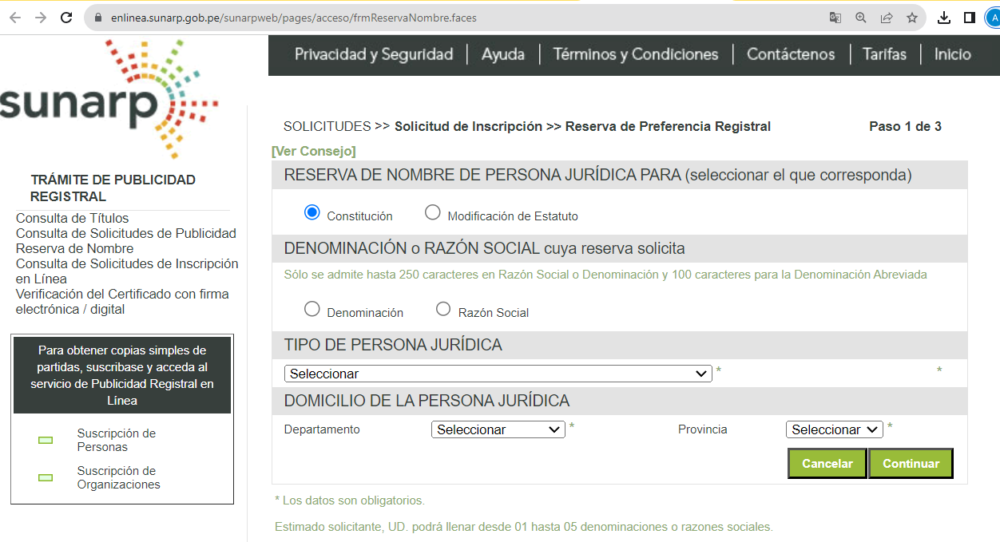 enlinea.sunarp.gob.pe/sunarpweb/pages/acceso/frmReservaNombre.faces
A
Privacidad y Seguridad | Ayuda | Términos y Condiciones | Contáctenos | Tarifas | Inicio
sunarp
SOLICITUDES >> Solicitud de Inscripción >> Reserva de Preferencia Registral Paso 1 de 3
[Ver Consejo]
RESERVA DE NOMBRE DE PERSONA JURÍDICA PARA (seleccionar el que corresponda)
Constitución Modificación de Estatuto
DENOMINACIÓN o RAZÓN SOCIAL cuya reserva solicita
Sólo se admite hasta 250 caracteres en Razón Social o Denominación y 100 caracteres para la Denominación Abreviada
Denominación Razón Social
TIPO DE PERSONA JURÍDICA
Seleccionar * *
DOMICILIO DE LA PERSONA JURÍDICA
Departamento Seleccionar * Provincia Seleccionar *
Cancelar Continuar
* Los datos son obligatorios.
Estimado solicitante, UD. podrá llenar desde 01 hasta 05 denominaciones o razones sociales.
TRÁMITE DE PUBLICIDAD
REGISTRAL
Consulta de Títulos
Consulta de Solicitudes de Publicidad
Reserva de Nombre
Consulta de Solicitudes de Inscripción
en Línea
Verificación del Certificado con firma
electrónica / digital
Para obtener copias simples de
partidas, suscribase y acceda al
servicio de Publicidad Registral en
Línea
Suscripción de
Personas
Suscripción de
Organizaciones